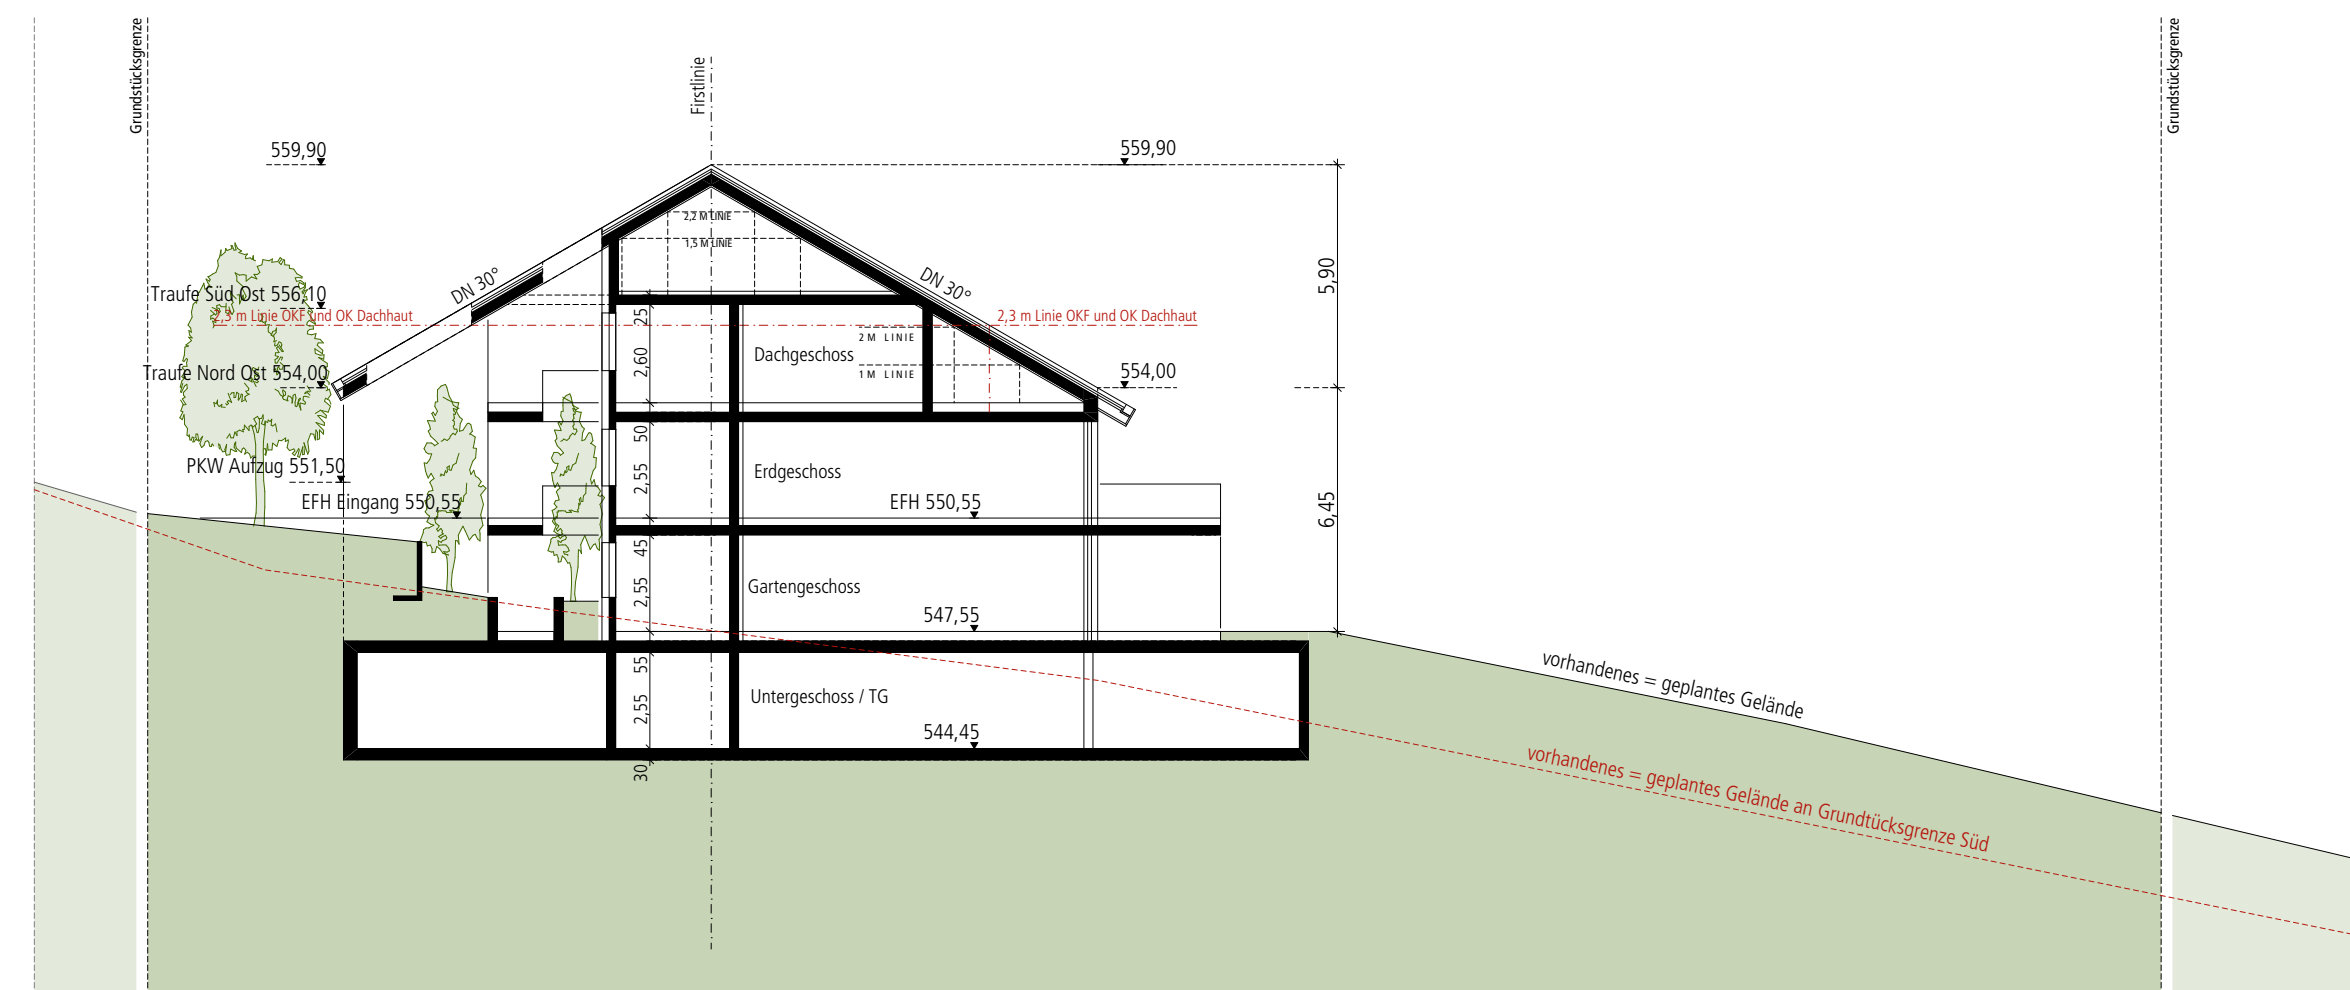 Grundstücksgrenze
Firstlinie
Grundstücksgrenze
559,90
559,90
2,2 M LINIE
1,5 M LINIE
DN 30°
DN 30°
5,90
Traufe Süd Ost 556,10
2,3 m Linie OKF und OK Dachhaut
2,3 m Linie OKF und OK Dachhaut
25
2 M LINIE
Dachgeschoss
2,60
Traufe Nord Ost 554,00
1 M LINIE
554,00
50
PKW Aufzug 551,50
Erdgeschoss
2,55
EFH Eingang 550,55
EFH 550,55
6,45
45
Gartengeschoss
2,55
547,55
55
Untergeschoss / TG
2,55
544,45
30
vorhandenes = geplantes Gelände
vorhandenes = geplantes Gelände an Grundtücksgrenze Süd